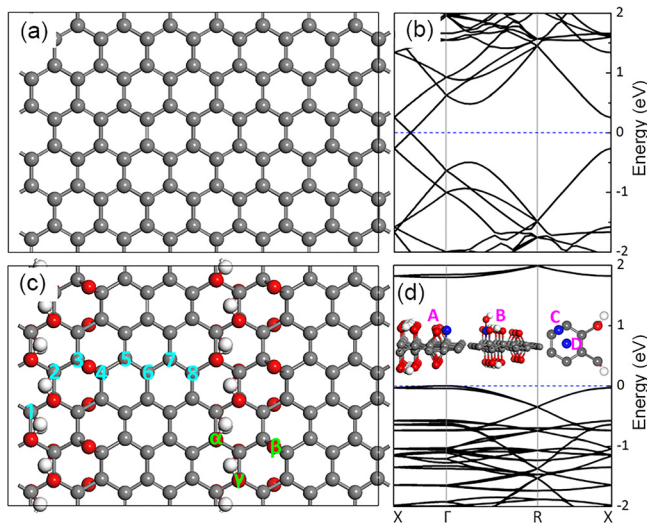 (a)
(b)
2
1
0
-1
-2
Energy (eV)
(c)
1
2
3
4
5
6
7
8
α
β
γ
(d)
A
B
C
D
2
1
0
-1
-2
Energy (eV)
X
Γ
R
X